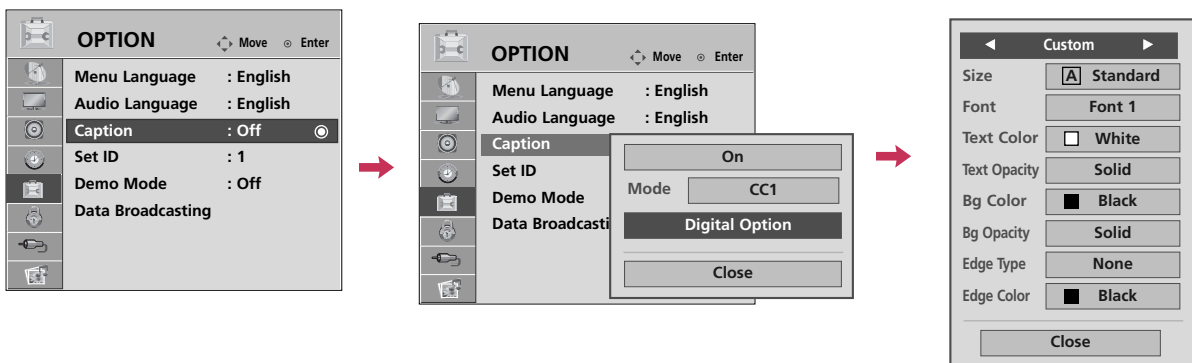 OPTION Move Enter
Menu Language : English
Audio Language : English
Caption : Off
Set ID : 1
Demo Mode : Off
Data Broadcasting
OPTION Move Enter
Menu Language : English
Audio Language : English
Caption
Set ID
Demo Mode
Data Broadcasti
On
Mode CC1
Digital Option
Close
Custom
Size A Standard
Font Font 1
Text Color White
Text Opacity Solid
Bg Color Black
Bg Opacity Solid
Edge Type None
Edge Color Black
Close